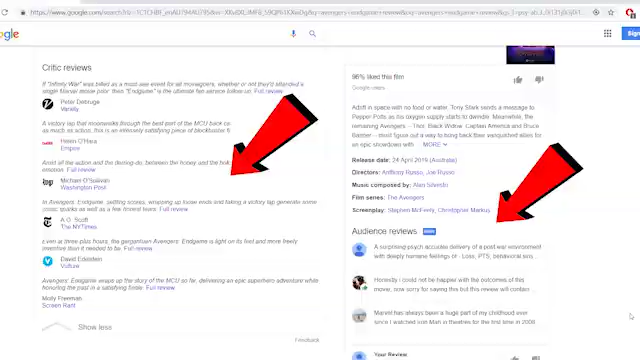 gle
Sign
Critic reviews
If "Infinity War" was billed as a must-see event for all moviegoers, whether or not they'd attended a
single Marvel movie prior, then "Endgame" is the ultimate fan service follow-up. Full review
Peter Debruge
Variety
A victory lap that moonwalks through the best part of the MCU back
as much as action, this is an intensely satisfying piece of blockbuster
Helen O'Hara
Empire
Amid all the action and the derring-do, between the heavy and the
emotion. Full review
Michael O'Sullivan
Washington Post
In Avengers: Endgame, settling scores, wrapping up loose ends and taking a victory lap generate some
comic sparks as well as a few honest tears. Full review
A.O. Scott
The NYTimes
Even at three-plus hours, the gargantuan Avengers: Endgame is light on its feet and more freely
inventive than it needed to be. Full review
David Edelstein
Vulture
Avengers: Endgame wraps up the story of the MCU so far, delivering an epic superhero adventure while
honoring the past in a satisfying finale. Full review
Molly Freeman
Screen Rant
Show less
Feedback
96% liked this film
Google users
Adrift in space with no food or water, Tony Stark sends a message to
Pepper Potts as his oxygen supply starts to dwindle. Meanwhile, the
remaining Avengers -- Thor, Black Widow, Captain America and Bruce
Banner -- must figure out a way to bring back their vanquished allies for
an epic showdown with MORE
Release date: 24 April 2019 (Australia)
Directors: Anthony Russo, Joe Russo
Music composed by: Alan Silvestri
Film series: The Avengers
Screenplay: Stephen McFeely, Christopher Markus
Audience reviews
A surprising psych accurate delivery of a post war environment
with deeply humane feelings of - Loss, PTS, behavioral
Honestly I could not be happier with the outcomes of this
movie, now sorry for saying this but this review will contain
Marvel has always been a huge part of my childhood ever
since I watched Iron Man in theatres for the first time in 2008.
Your Review